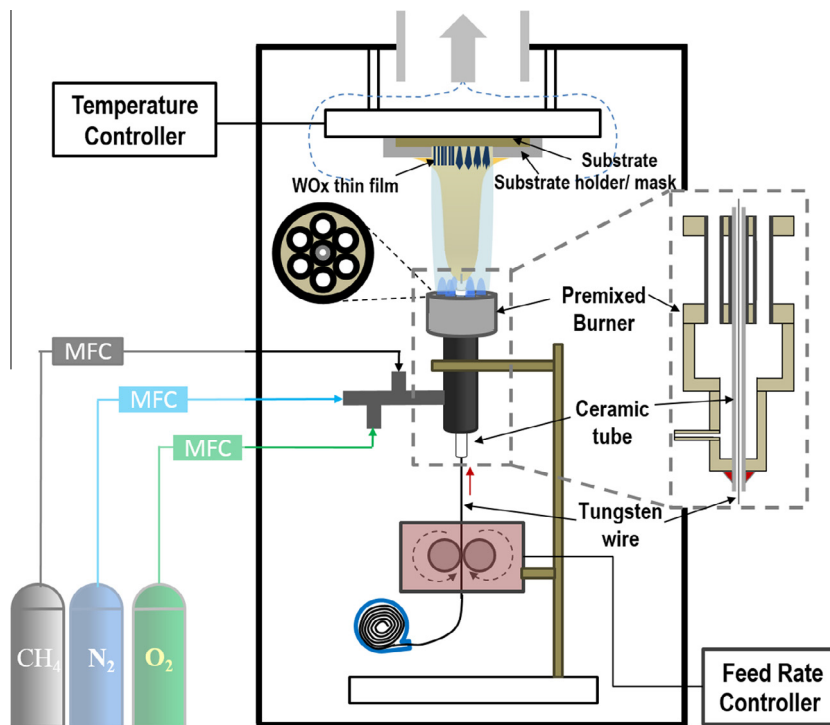 Temperature
Controller
Substrate
WOx thin film
Substrate holder/ mask
Premixed
Burner
MFC
MFC
MFC
Ceramic
tube
Tungsten
wire
CH₄
N₂
O₂
Feed Rate
Controller